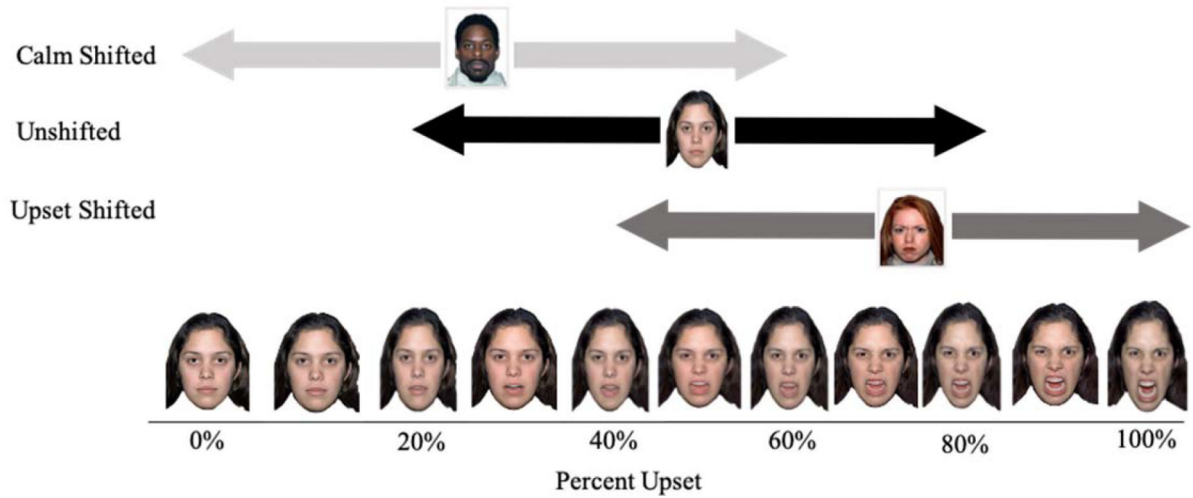 Calm Shifted
Unshifted
Upset Shifted
0% 20% 40% 60% 80% 100%
Percent Upset